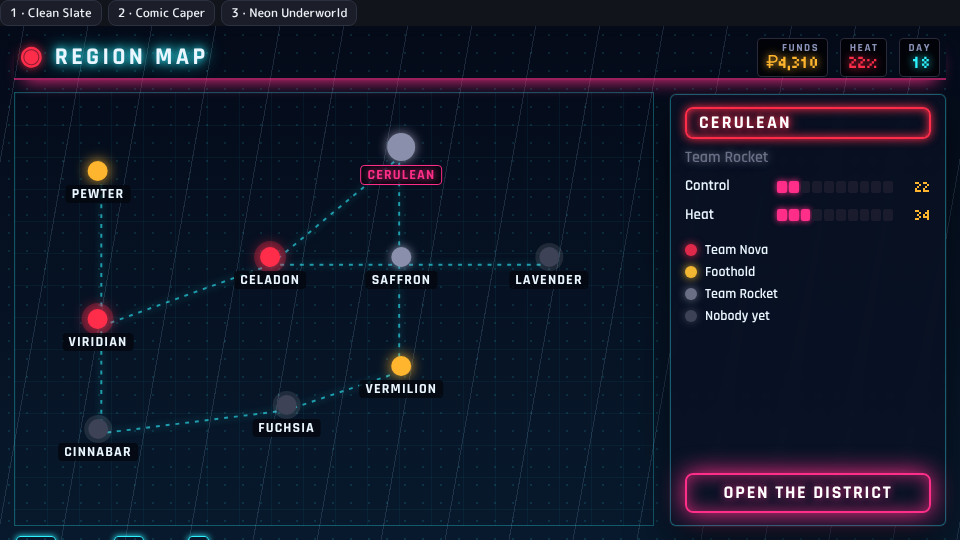 1 · Clean Slate
2 · Comic Caper
3 · Neon Underworld
REGION MAP
FUNDS
₽4,310
HEAT
22%
DAY
18
PEWTER
CERULEAN
CELADON
SAFFRON
LAVENDER
VIRIDIAN
VERMILION
FUCHSIA
CINNABAR
CERULEAN
Team Rocket
Control
22
Heat
34
Team Nova
Foothold
Team Rocket
Nobody yet
OPEN THE DISTRICT